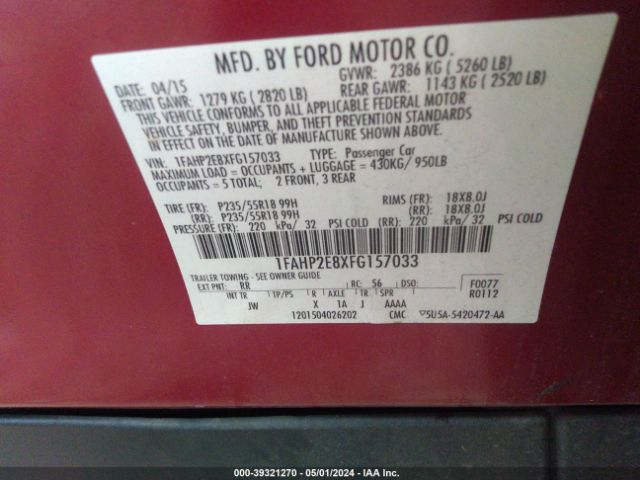 MFD. BY FORD MOTOR CO.
DATE: 04/15 GVWR: 2386 KG ( 5260 LB)
FRONT GAWR: 1279 KG ( 2820 LB) REAR GAWR: 1143 KG ( 2520 LB)
THIS VEHICLE CONFORMS TO ALL APPLICABLE FEDERAL MOTOR
VEHICLE SAFETY, BUMPER, AND THEFT PREVENTION STANDARDS
IN EFFECT ON THE DATE OF MANUFACTURE SHOWN ABOVE.
VIN: 1FAHP2E8XFG157033 TYPE: Passenger Car
MAXIMUM LOAD = OCCUPANTS + LUGGAGE = 430KG/ 950LB
OCCUPANTS = 5 TOTAL; 2 FRONT, 3 REAR
TIRE (FR): P235/55R18 99H RIMS (FR): 18X8.0J
(RR): P235/55R18 99H (RR): 18X8.0J
PRESSURE (FR): 220 kPa/ 32 PSI COLD (RR): 220 kPa/ 32 PSI COLD
1FAHP2E8XFG157033
TRAILER TOWING - SEE OWNER GUIDE
EXT PNT: RR RC: 56 DSO: F0077
INT TR TP/PS R AXLE TR SPR R0112
JW X 1A J AAAA
1201504026202 CMC ▽5U5A-5420472-AA
000-39321270 - 05/01/2024 - IAA Inc.